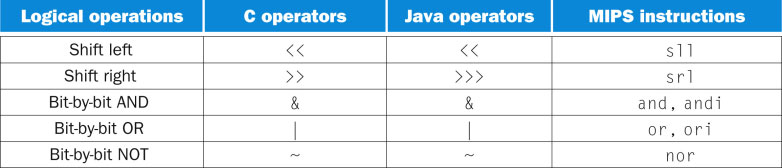 Logical operations C operators Java operators MIPS instructions
Shift left << << sll
Shift right >> >>> srl
Bit-by-bit AND & & and, andi
Bit-by-bit OR | | or, ori
Bit-by-bit NOT ~ ~ nor